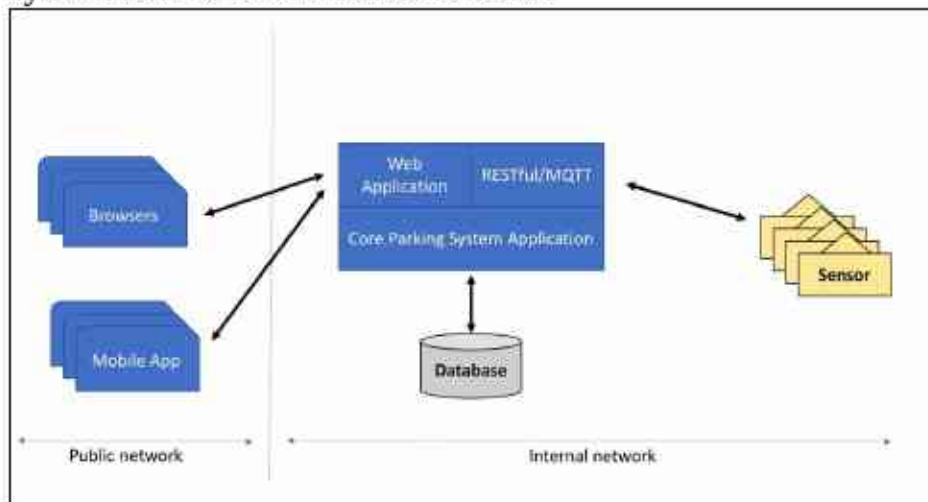 Web
Application
RESTful/MQTT
Browsers
Core Parking System Application
Sensor
Mobile App
Database
Public network
Internal network